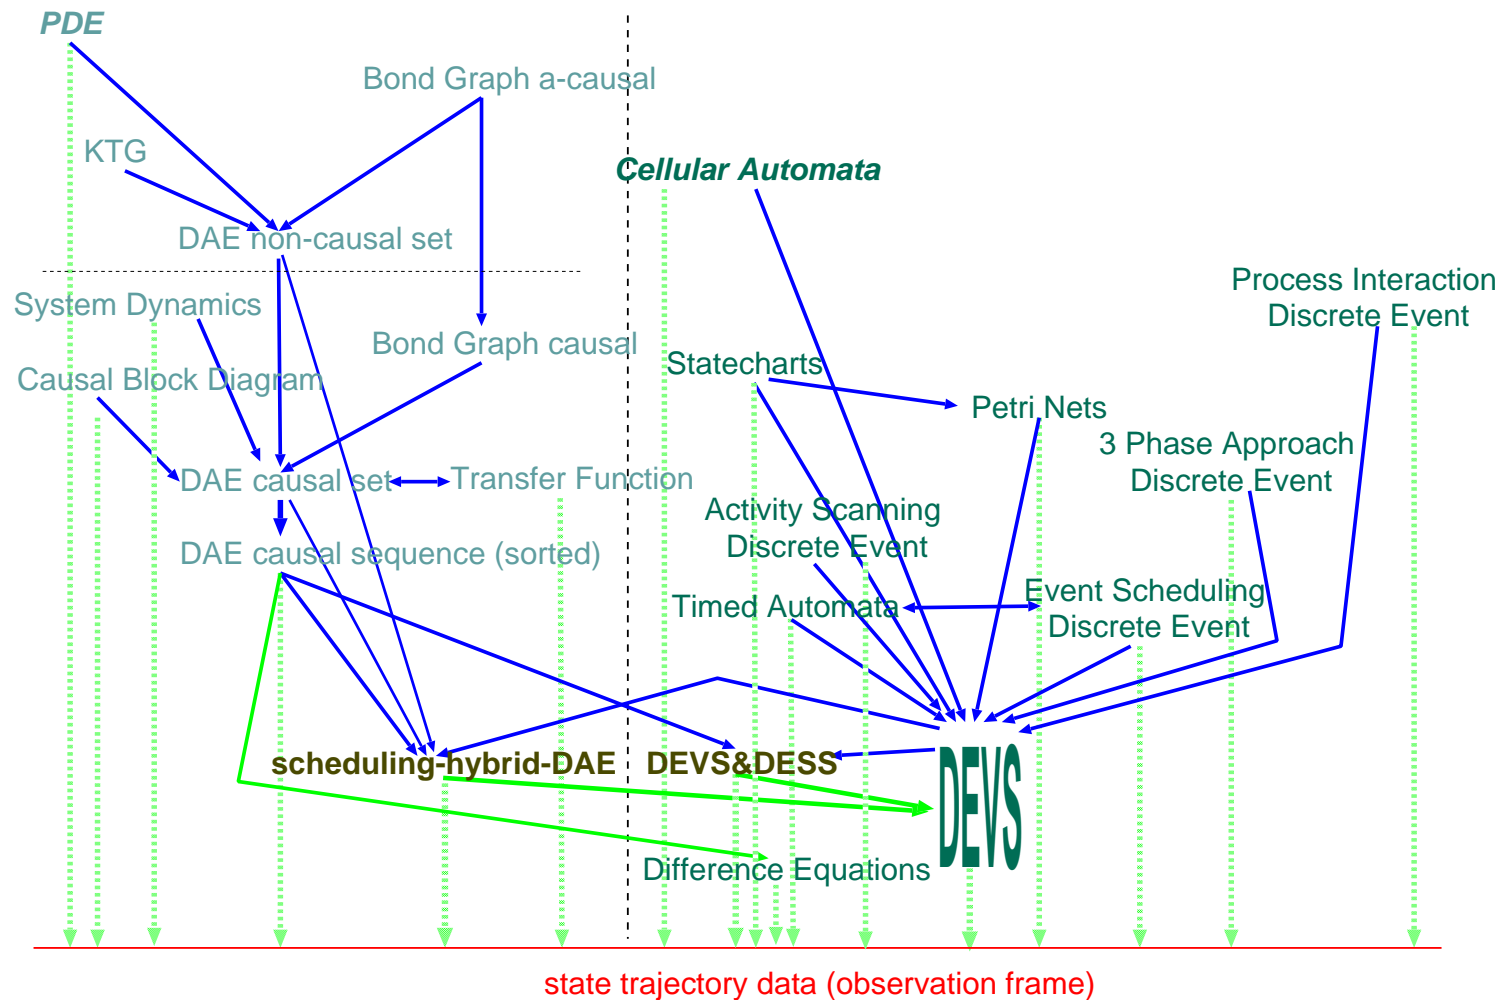 PDE
Bond Graph a-causal
KTG
Cellular Automata
DAE non-causal set
Process Interaction
Discrete Event
System Dynamics
Bond Graph causal
Statecharts
Causal Block Diagram
Petri Nets
3 Phase Approach
Discrete Event
DAE causal set
Transfer Function
Activity Scanning
Discrete Event
DAE causal sequence (sorted)
Timed Automata
Event Scheduling
Discrete Event
scheduling-hybrid-DAE
DEVS&DESS
DEVS
Difference Equations
state trajectory data (observation frame)